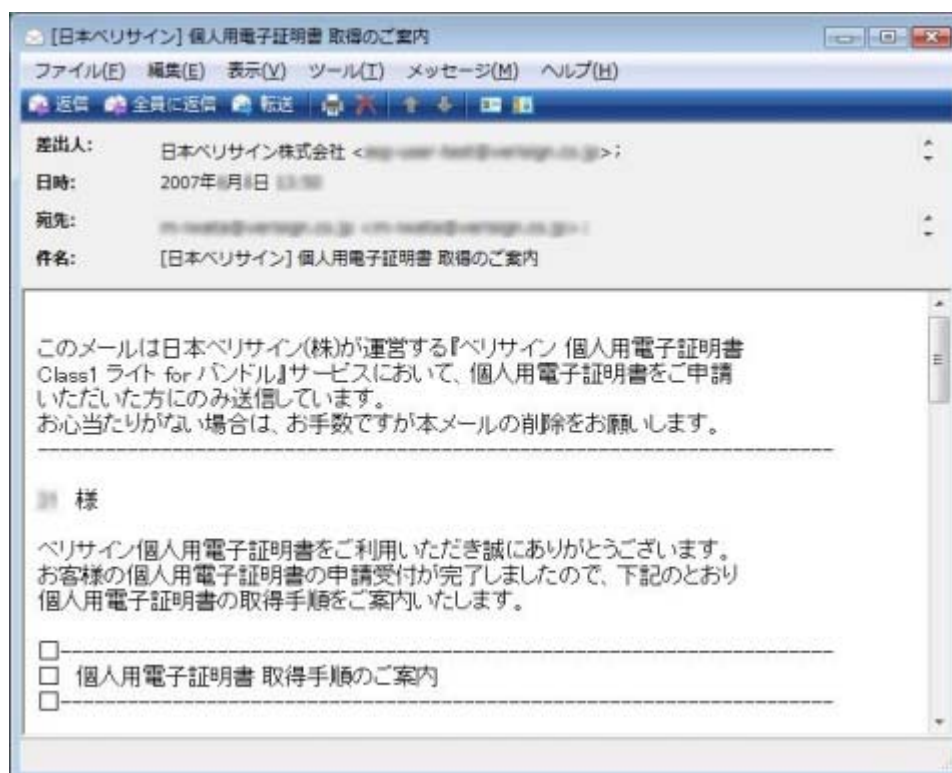 [日本ベリサイン] 個人用電子証明書 取得のご案内
ファイル(F) 編集(E) 表示(V) ツール(T) メッセージ(M) ヘルプ(H)
返信 全員に返信 転送
差出人: 日本ベリサイン株式会社 < >;
日時: 2007年 月 日
宛先:
件名: [日本ベリサイン] 個人用電子証明書 取得のご案内
このメールは日本ベリサイン(株)が運営する『ベリサイン 個人用電子証明書
Class1 ライト for バンドル』サービスにおいて、個人用電子証明書をご申請
いただいた方にのみ送信しています。
お心当たりがない場合は、お手数ですが本メールの削除をお願いします。
様
ベリサイン個人用電子証明書をご利用いただき誠にありがとうございます。
お客様の個人用電子証明書の申請受付が完了しましたので、下記のとおり
個人用電子証明書の取得手順をご案内いたします。
□------------------------------------------------------------
□ 個人用電子証明書 取得手順のご案内
□------------------------------------------------------------